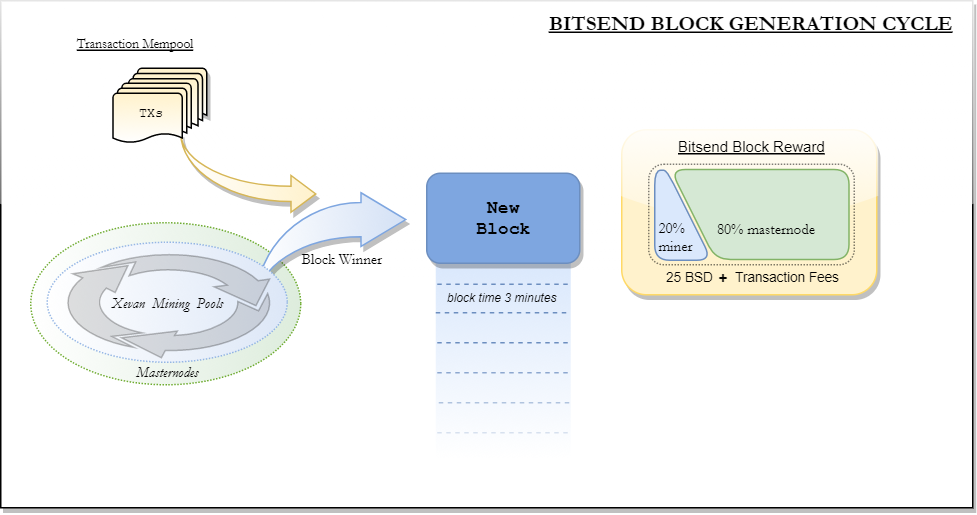 BITSEND BLOCK GENERATION CYCLE
Transaction Mempool
TXs
Bitsend Block Reward
20%
miner
80% masternode
25 BSD + Transaction Fees
New
Block
Block Winner
block time 3 minutes
Xevan Mining Pools
Masternodes